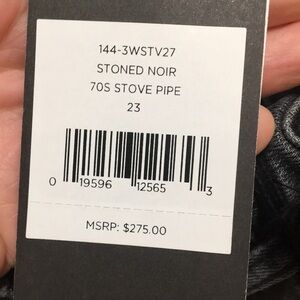 144-3WSTV27
STONED NOIR
70S STOVE PIPE
23
0 19596 12565 3
MSRP: $275.00